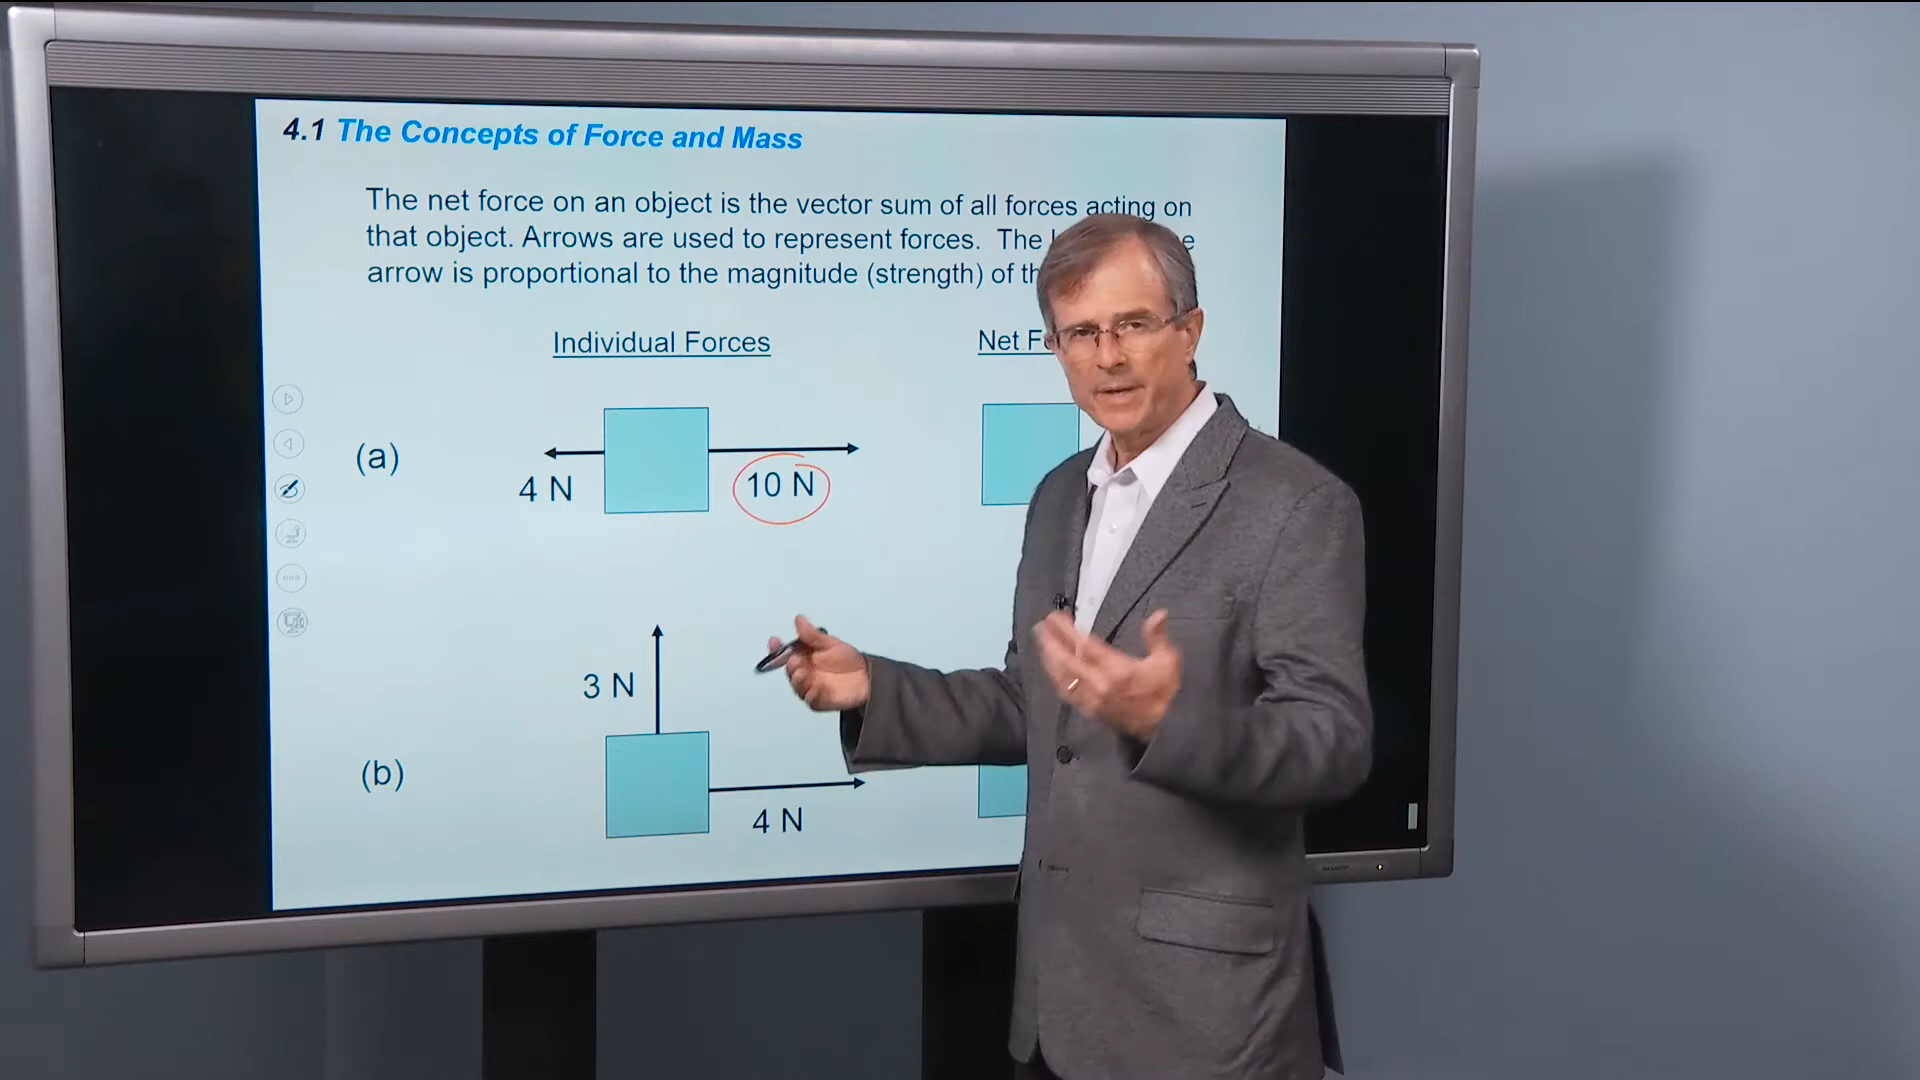 4.1 The Concepts of Force and Mass
The net force on an object is the vector sum of all forces acting on
that object. Arrows are used to represent forces. The
arrow is proportional to the magnitude (strength) of
Individual Forces
Net
(a)
4 N
10 N
3 N
(b)
4 N